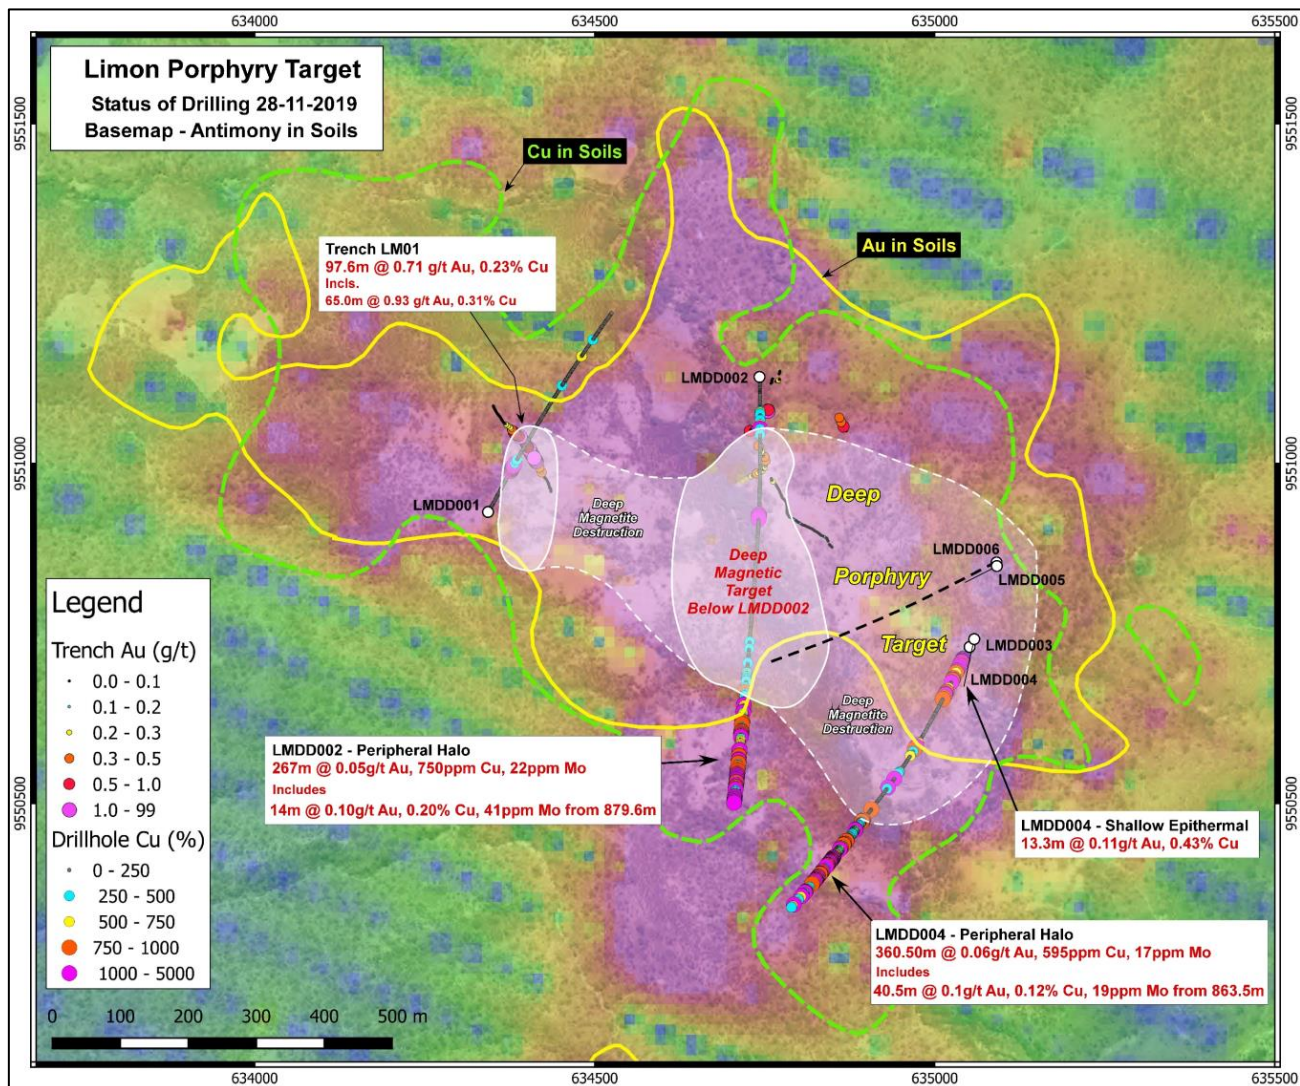 634000
634500
635000
635500
Limon Porphyry Target
Status of Drilling 28-11-2019
Basemap - Antimony in Soils
9551500
9551500
Cu in Soils
Au in Soils
Trench LM01
97.6m @ 0.71 g/t Au, 0.23% Cu
Incls.
65.0m @ 0.93 g/t Au, 0.31% Cu
LMDD002
9551000
9551000
LMDD001
Deep
Magnetite
Destruction
Deep
Porphyry
Target
LMDD006
LMDD005
Deep
Magnetic
Target
Below LMDD002
LMDD003
LMDD004
Deep
Magnetite
Destruction
LMDD002 - Peripheral Halo
267m @ 0.05g/t Au, 750ppm Cu, 22ppm Mo
Includes
14m @ 0.10g/t Au, 0.20% Cu, 41ppm Mo from 879.6m
9550500
9550500
LMDD004 - Shallow Epithermal
13.3m @ 0.11g/t Au, 0.43% Cu
LMDD004 - Peripheral Halo
360.50m @ 0.06g/t Au, 595ppm Cu, 17ppm Mo
Includes
40.5m @ 0.1g/t Au, 0.12% Cu, 19ppm Mo from 863.5m
Legend
Trench Au (g/t)
0.0 - 0.1
0.1 - 0.2
0.2 - 0.3
0.3 - 0.5
0.5 - 1.0
1.0 - 99
Drillhole Cu (%)
0 - 250
250 - 500
500 - 750
750 - 1000
1000 - 5000
0 100 200 300 400 500 m
634000
634500
635000
635500